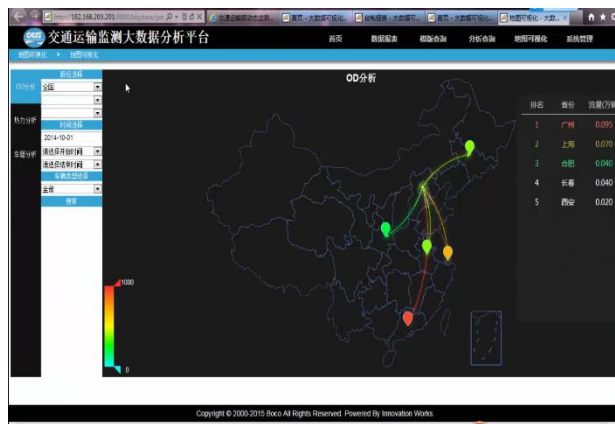 交通运输监测大数据分析平台
首页 数据报表 模版查询 分析查询 地图可视化 系统管理
地图可视化 > 地图可视化
OD分析
热力分析
车籍分析
路径选择
全国
时间选择
2014-10-01
请选择开始时间
请选择结束时间
车辆类型选择
全部
搜索
OD分析
1000
0
排名 省份 流量(万辆
1 广州 0.095
2 上海 0.070
3 合肥 0.040
4 长春 0.040
5 西安 0.020
Copyright © 2000-2015 Boco All Rights Reserved. Powered By Innovation Works.